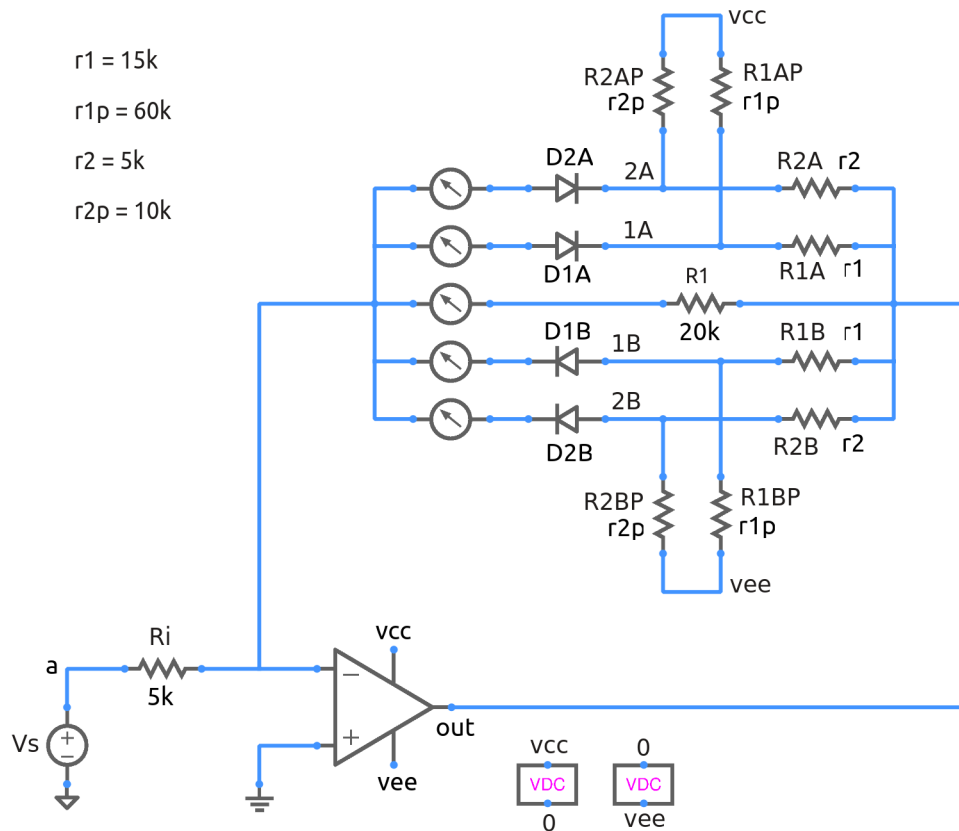 vcc
r1 = 15k
r1p = 60k
r2 = 5k
r2p = 10k
R2AP
r2p
R1AP
r1p
D2A
2A
R2A r2
D1A
1A
R1A r1
R1
20k
D1B
1B
R1B r1
D2B
2B
R2B r2
R2BP
r2p
R1BP
r1p
vee
a
Ri
5k
Vs
+
−
vcc
−
+
vee
out
vcc
VDC
0
0
VDC
vee